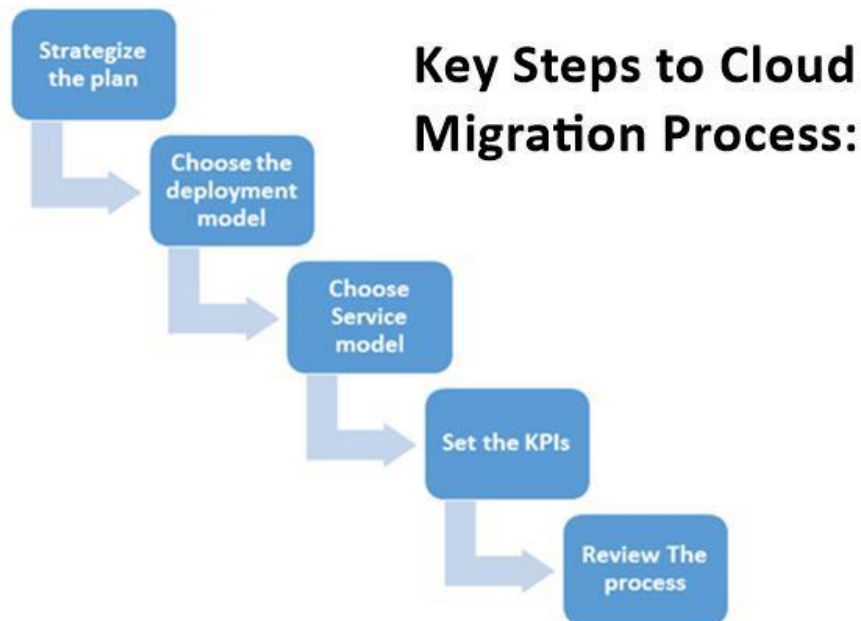 Key Steps to Cloud
Migration Process:
Strategize
the plan
Choose the
deployment
model
Choose
Service
model
Set the KPIs
Review The
process